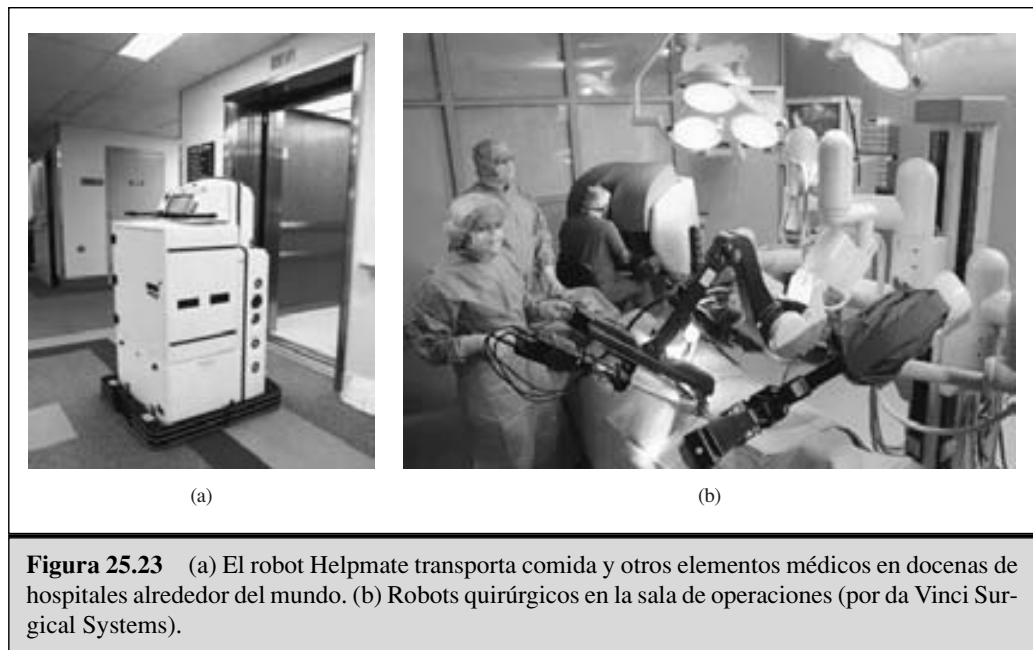 (a)
(b)
Figura 25.23 (a) El robot Helpmate transporta comida y otros elementos médicos en docenas de
hospitales alrededor del mundo. (b) Robots quirúrgicos en la sala de operaciones (por da Vinci Sur-
gical Systems).